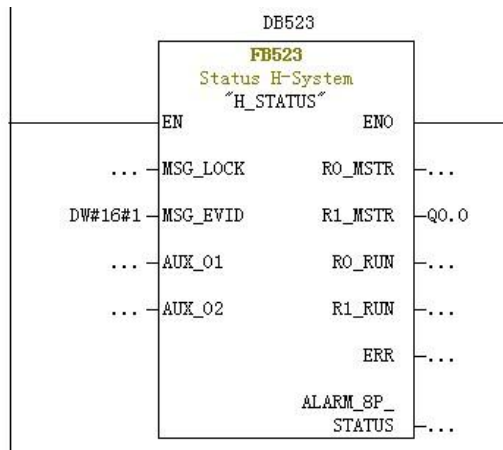 DB523
FB523
Status H-System
"H_STATUS"
EN ENO
... MSG_LOCK R0_MSTR ...
DW#16#1 MSG_EVID R1_MSTR Q0.0
... AUX_01 R0_RUN ...
... AUX_02 R1_RUN ...
ERR ...
ALARM_8P_
STATUS ...